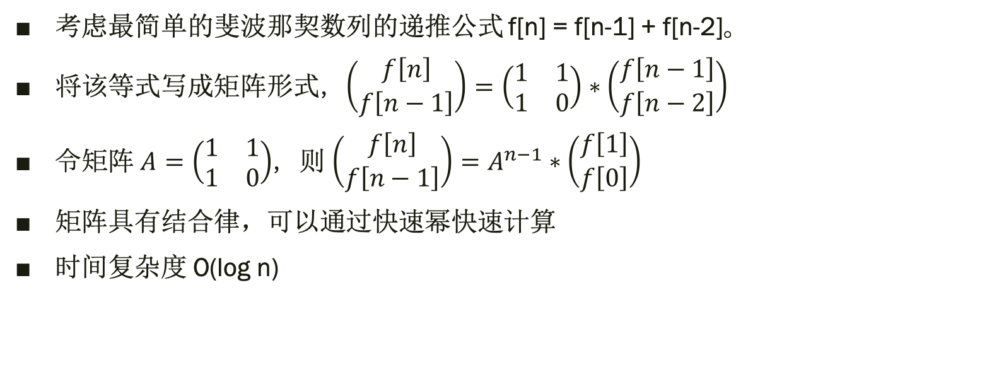 ■ 考虑最简单的斐波那契数列的递推公式 f[n] = f[n-1] + f[n-2]。
■ 将该等式写成矩阵形式，$\begin{pmatrix} f[n] \\ f[n-1] \end{pmatrix} = \begin{pmatrix} 1 & 1 \\ 1 & 0 \end{pmatrix} * \begin{pmatrix} f[n-1] \\ f[n-2] \end{pmatrix}$
■ 令矩阵 $A = \begin{pmatrix} 1 & 1 \\ 1 & 0 \end{pmatrix}$，则 $\begin{pmatrix} f[n] \\ f[n-1] \end{pmatrix} = A^{n-1} * \begin{pmatrix} f[1] \\ f[0] \end{pmatrix}$
■ 矩阵具有结合律，可以通过快速幂快速计算
■ 时间复杂度 O(log n)